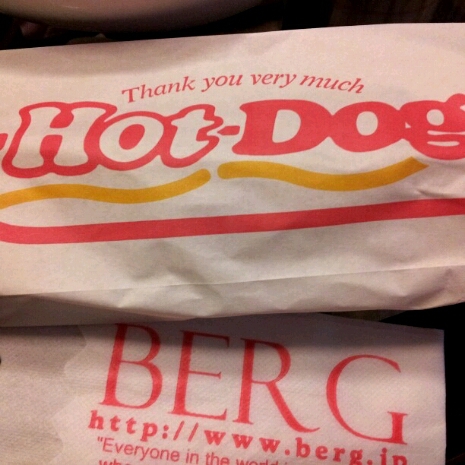 Thank you very much
Hot-Dog
BERG
http://www.berg.jp
"Everyone in the world